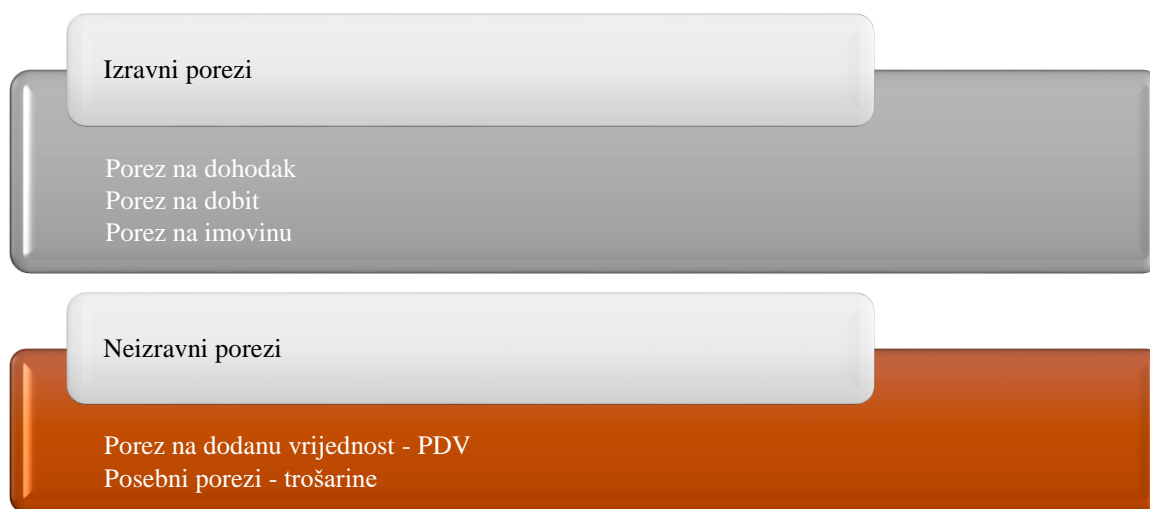 Izravni porezi
Porez na dohodak
Porez na dobit
Porez na imovinu
Neizravni porezi
Porez na dodanu vrijednost - PDV
Posebni porezi - trošarine